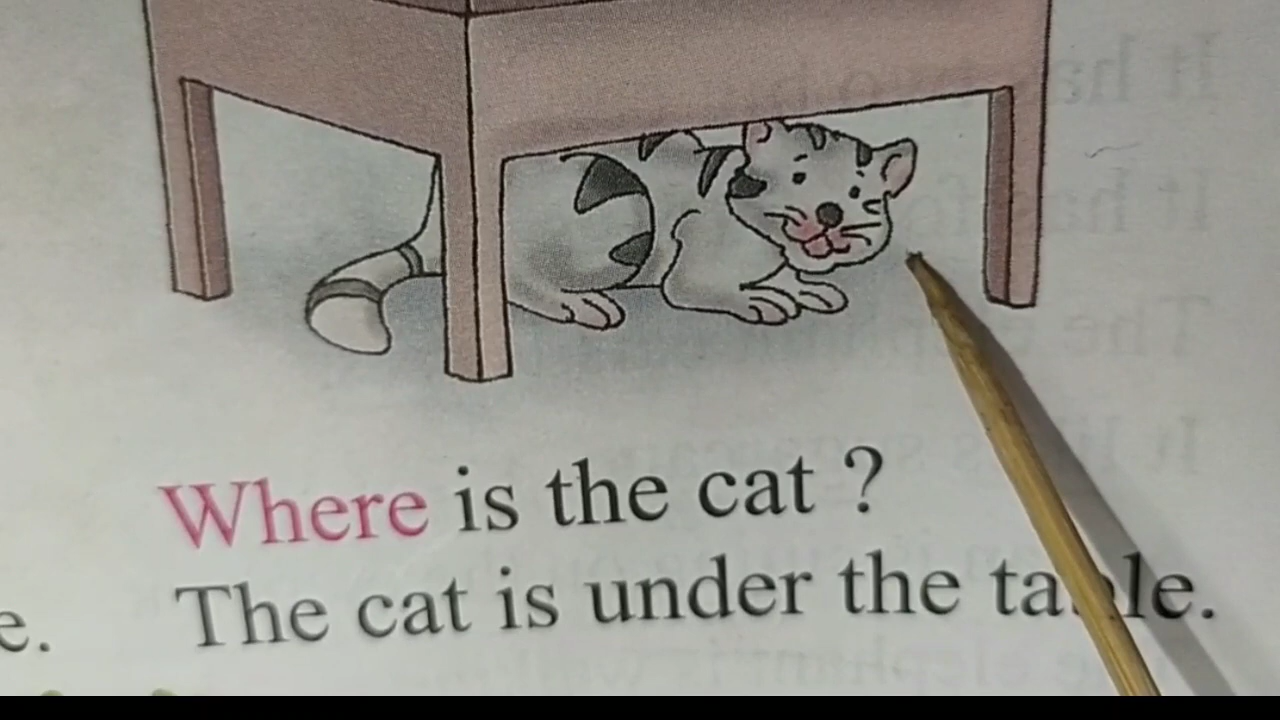 Where is the cat ?
e. The cat is under the table.